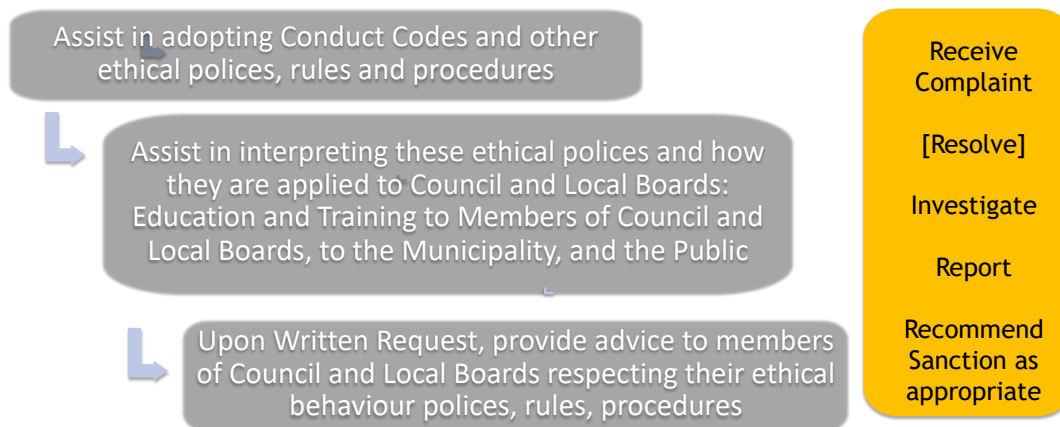 Assist in adopting Conduct Codes and other
ethical polices, rules and procedures
Assist in interpreting these ethical polices and how
they are applied to Council and Local Boards:
Education and Training to Members of Council and
Local Boards, to the Municipality, and the Public
Upon Written Request, provide advice to members
of Council and Local Boards respecting their ethical
behaviour polices, rules, procedures
Receive
Complaint
[Resolve]
Investigate
Report
Recommend
Sanction as
appropriate